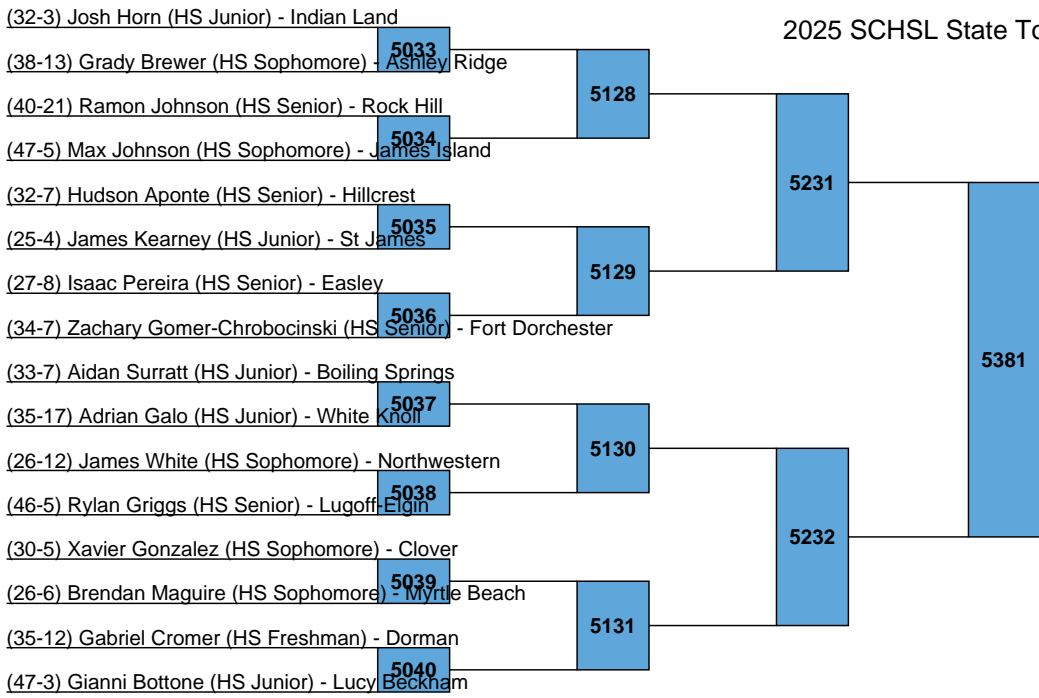 (32-3) Josh Horn (HS Junior) - Indian Land
2025 SCHSL State To
5033
(38-13) Grady Brewer (HS Sophomore) - Ashley Ridge
5128
(40-21) Ramon Johnson (HS Senior) - Rock Hill
5034
(47-5) Max Johnson (HS Sophomore) - James Island
5231
(32-7) Hudson Aponte (HS Senior) - Hillcrest
5035
(25-4) James Kearney (HS Junior) - St James
5129
(27-8) Isaac Pereira (HS Senior) - Easley
5036
(34-7) Zachary Gomer-Chrobocinski (HS Senior) - Fort Dorchester
5381
(33-7) Aidan Surratt (HS Junior) - Boiling Springs
5037
(35-17) Adrian Galo (HS Junior) - White Knoll
5130
(26-12) James White (HS Sophomore) - Northwestern
5038
(46-5) Rylan Griggs (HS Senior) - Lugoff-Elgin
5232
(30-5) Xavier Gonzalez (HS Sophomore) - Clover
5039
(26-6) Brendan Maguire (HS Sophomore) - Myrtle Beach
5131
(35-12) Gabriel Cromer (HS Freshman) - Dorman
5040
(47-3) Gianni Bottone (HS Junior) - Lucy Beckham